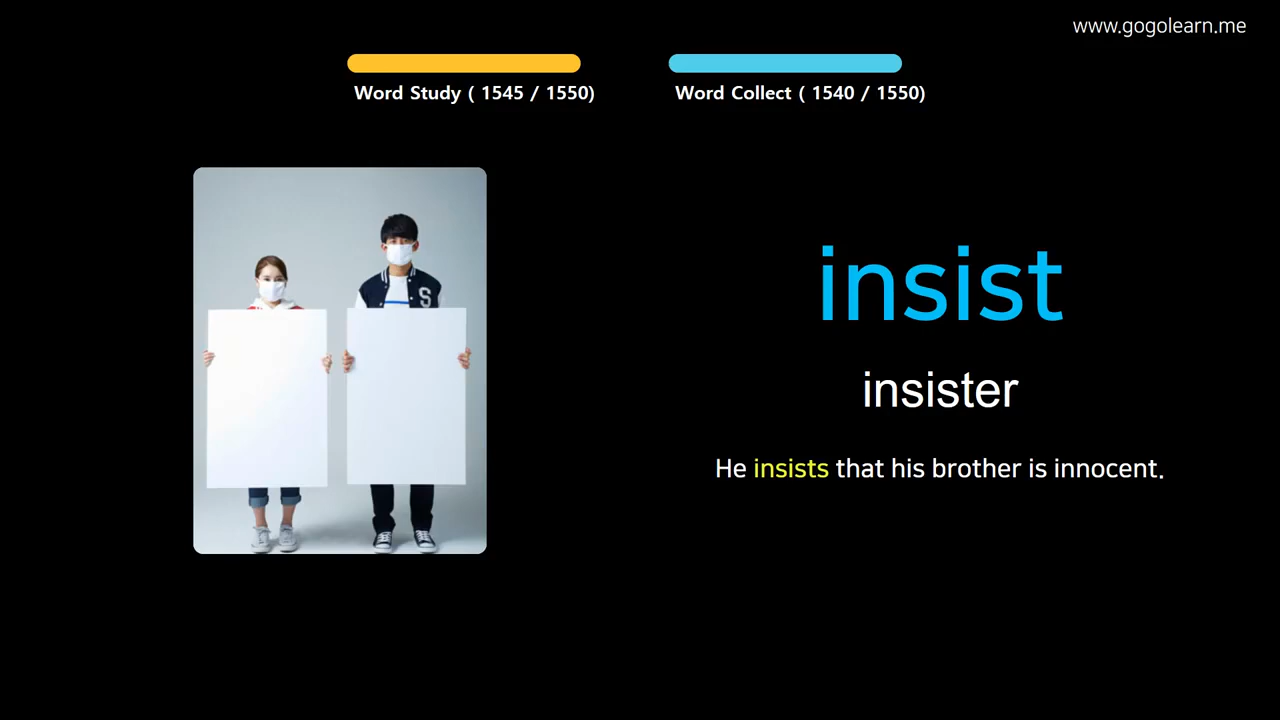 www.gogolearn.me
Word Study ( 1545 / 1550)
Word Collect ( 1540 / 1550)
S
insist
insister
He insists that his brother is innocent.